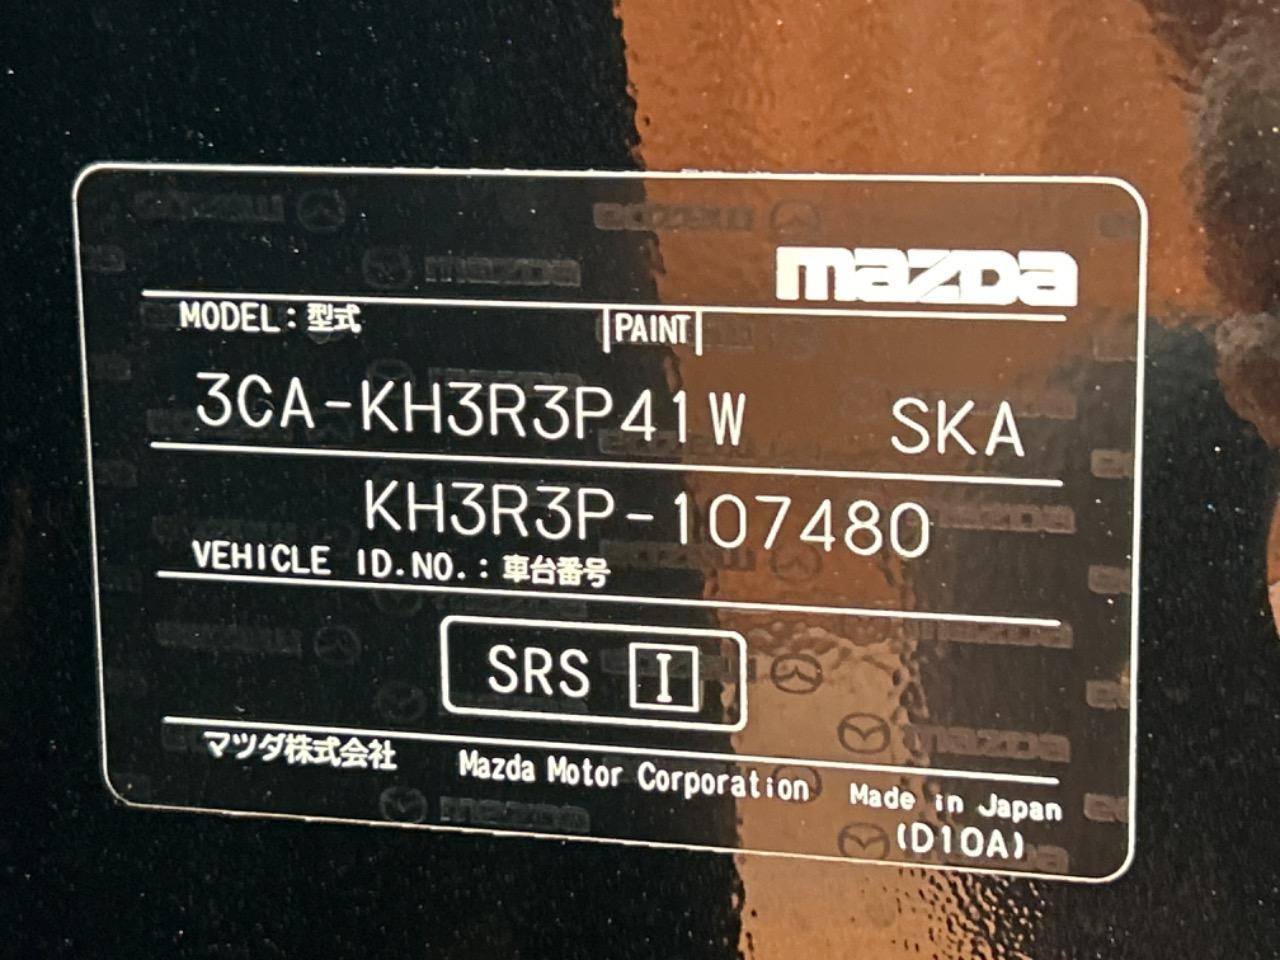 mazda
MODEL：型式 PAINT
3CA-KH3R3P41W SKA
KH3R3P-107480
VEHICLE ID.NO.：車台番号
SRS I
マツダ株式会社 Mazda Motor Corporation Made in Japan
(D10A)